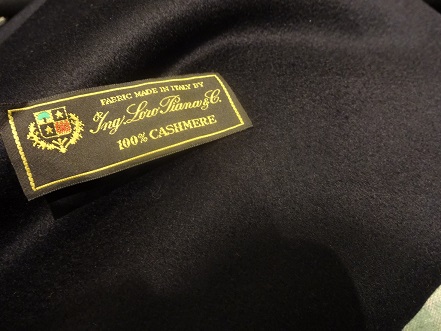 FABRIC MADE IN ITALY BY
Ing. Loro Piana & C.
100% CASHMERE